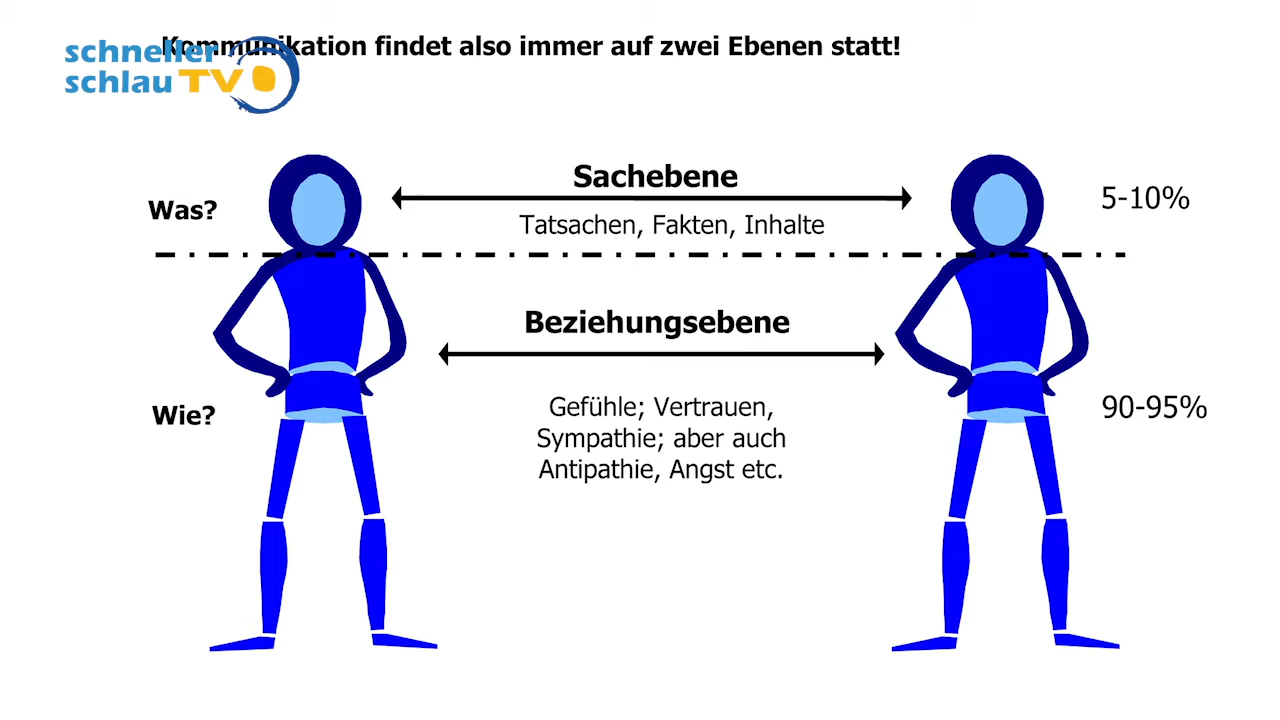 Kommunikation findet also immer auf zwei Ebenen statt!
schneller
schlau TV
Sachebene
Was?
5-10%
Tatsachen, Fakten, Inhalte
Beziehungsebene
Wie?
90-95%
Gefühle; Vertrauen,
Sympathie; aber auch
Antipathie, Angst etc.